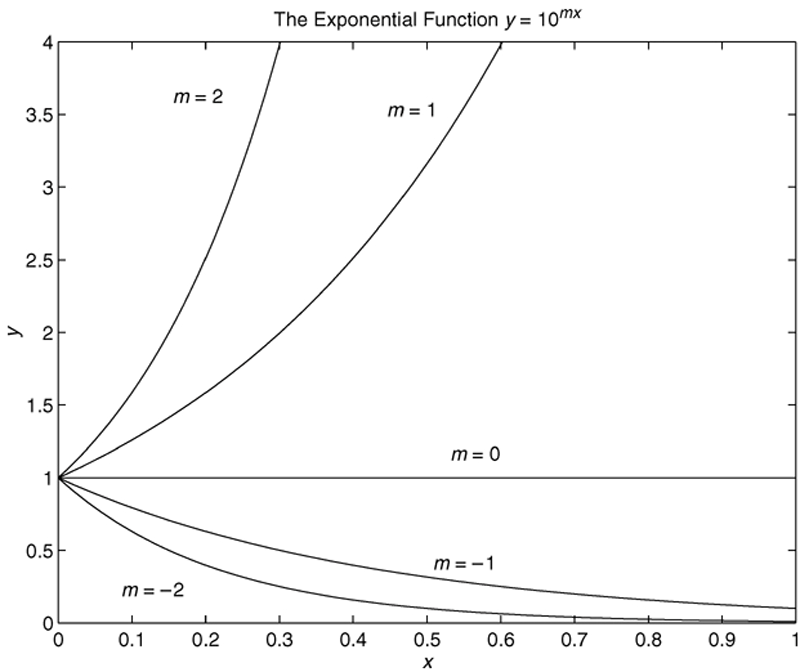 The Exponential Function y = 10^mx
4
3.5
3
2.5
2
1.5
1
0.5
0
y
m = 2
m = 1
m = 0
m = −1
m = −2
0 0.1 0.2 0.3 0.4 0.5 0.6 0.7 0.8 0.9 1
x